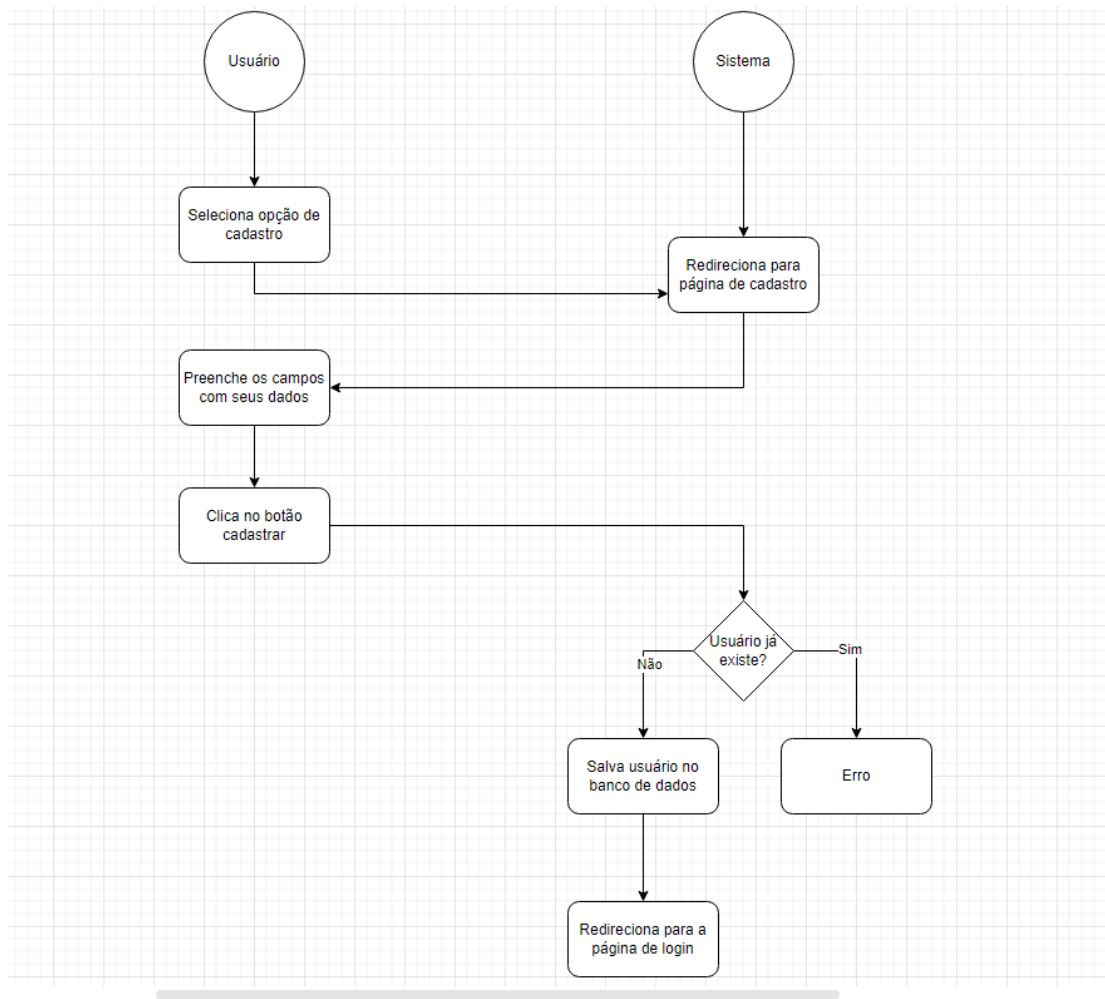 Usuário
Sistema
Seleciona opção de
cadastro
Redireciona para
página de cadastro
Preenche os campos
com seus dados
Clica no botão
cadastrar
Usuário já
existe?
Não
Sim
Salva usuário no
banco de dados
Erro
Redireciona para a
página de login